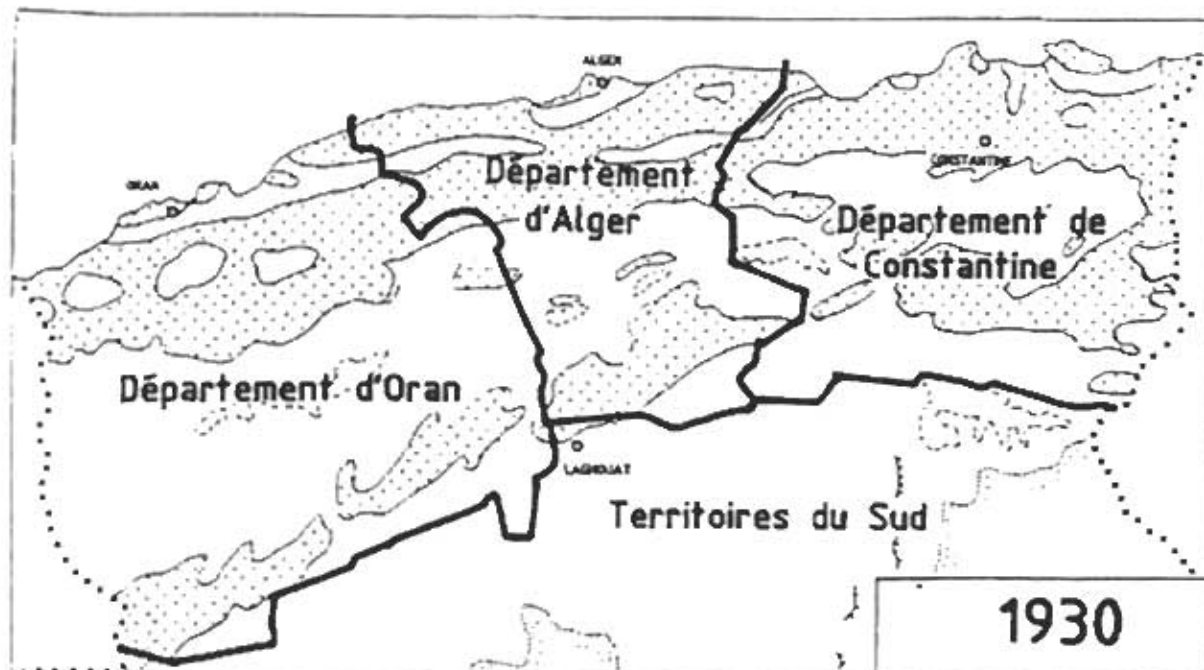 ALGER
ORAN
CONSTANTINE
Département
d'Alger
Département de
Constantine
Département d'Oran
LAGHOUAT
Territoires du Sud
1930